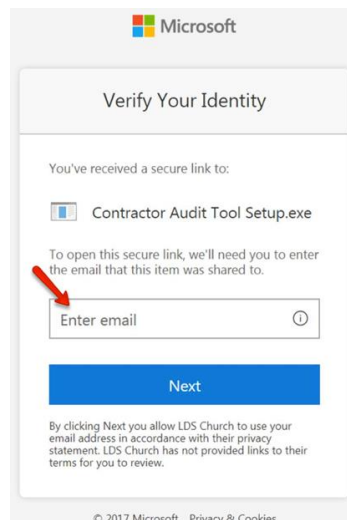 Microsoft
Verify Your Identity
You've received a secure link to:
Contractor Audit Tool Setup.exe
To open this secure link, we'll need you to enter
the email that this item was shared to.
Enter email
Next
By clicking Next you allow LDS Church to use your
email address in accordance with their privacy
statement. LDS Church has not provided links to their
terms for you to review.
© 2017 Microsoft Privacy & Cookies